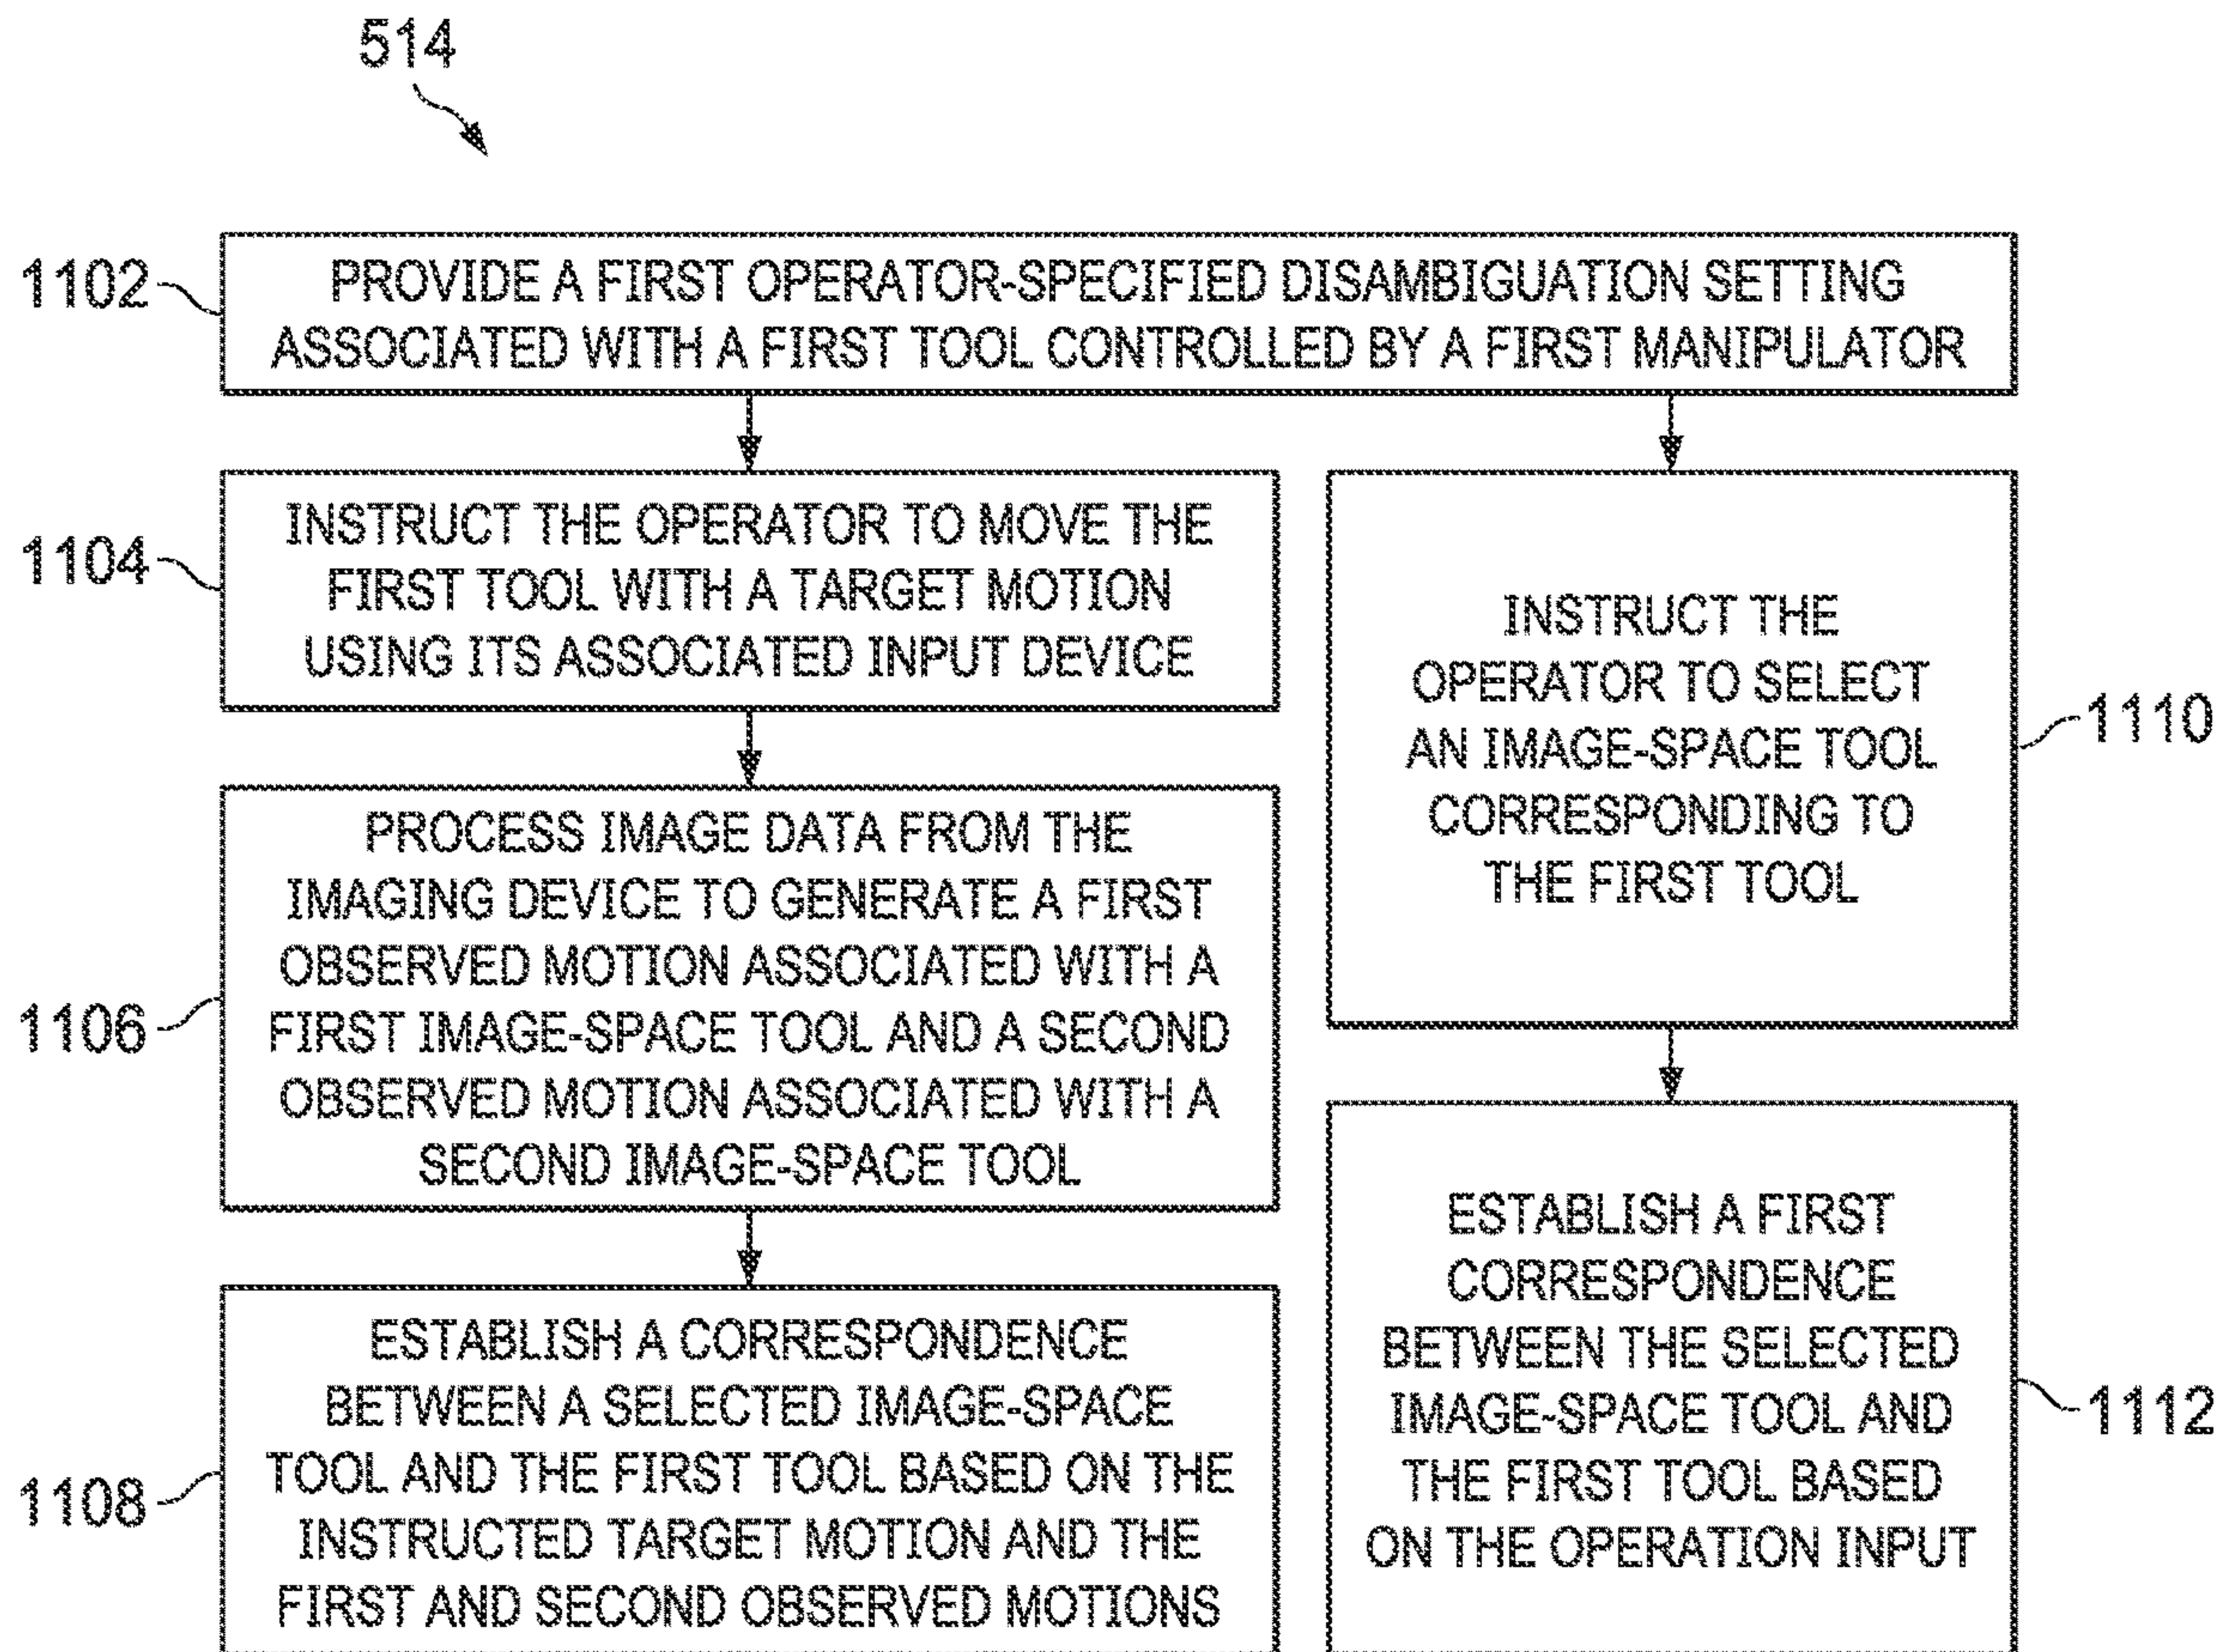 514
1102
PROVIDE A FIRST OPERATOR-SPECIFIED DISAMBIGUATION SETTING
ASSOCIATED WITH A FIRST TOOL CONTROLLED BY A FIRST MANIPULATOR
1104
INSTRUCT THE OPERATOR TO MOVE THE
FIRST TOOL WITH A TARGET MOTION
USING ITS ASSOCIATED INPUT DEVICE
1106
PROCESS IMAGE DATA FROM THE
IMAGING DEVICE TO GENERATE A FIRST
OBSERVED MOTION ASSOCIATED WITH A
FIRST IMAGE-SPACE TOOL AND A SECOND
OBSERVED MOTION ASSOCIATED WITH A
SECOND IMAGE-SPACE TOOL
1108
ESTABLISH A CORRESPONDENCE
BETWEEN A SELECTED IMAGE-SPACE
TOOL AND THE FIRST TOOL BASED ON THE
INSTRUCTED TARGET MOTION AND THE
FIRST AND SECOND OBSERVED MOTIONS
INSTRUCT THE
OPERATOR TO SELECT
AN IMAGE-SPACE TOOL
CORRESPONDING TO
THE FIRST TOOL
1110
ESTABLISH A FIRST
CORRESPONDENCE
BETWEEN THE SELECTED
IMAGE-SPACE TOOL AND
THE FIRST TOOL BASED
ON THE OPERATION INPUT
1112